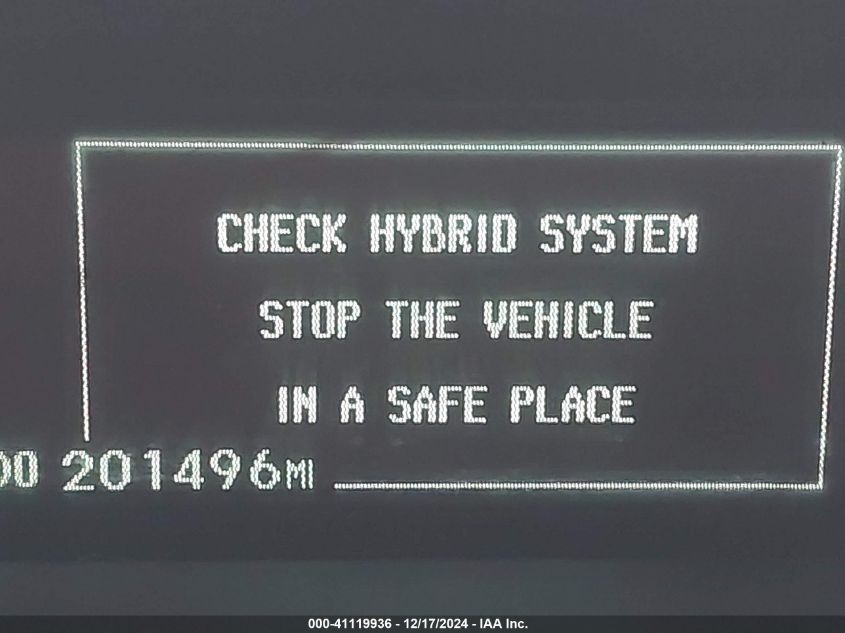 CHECK HYBRID SYSTEM
STOP THE VEHICLE
IN A SAFE PLACE
201496MI
000-41119936 - 12/17/2024 - IAA Inc.